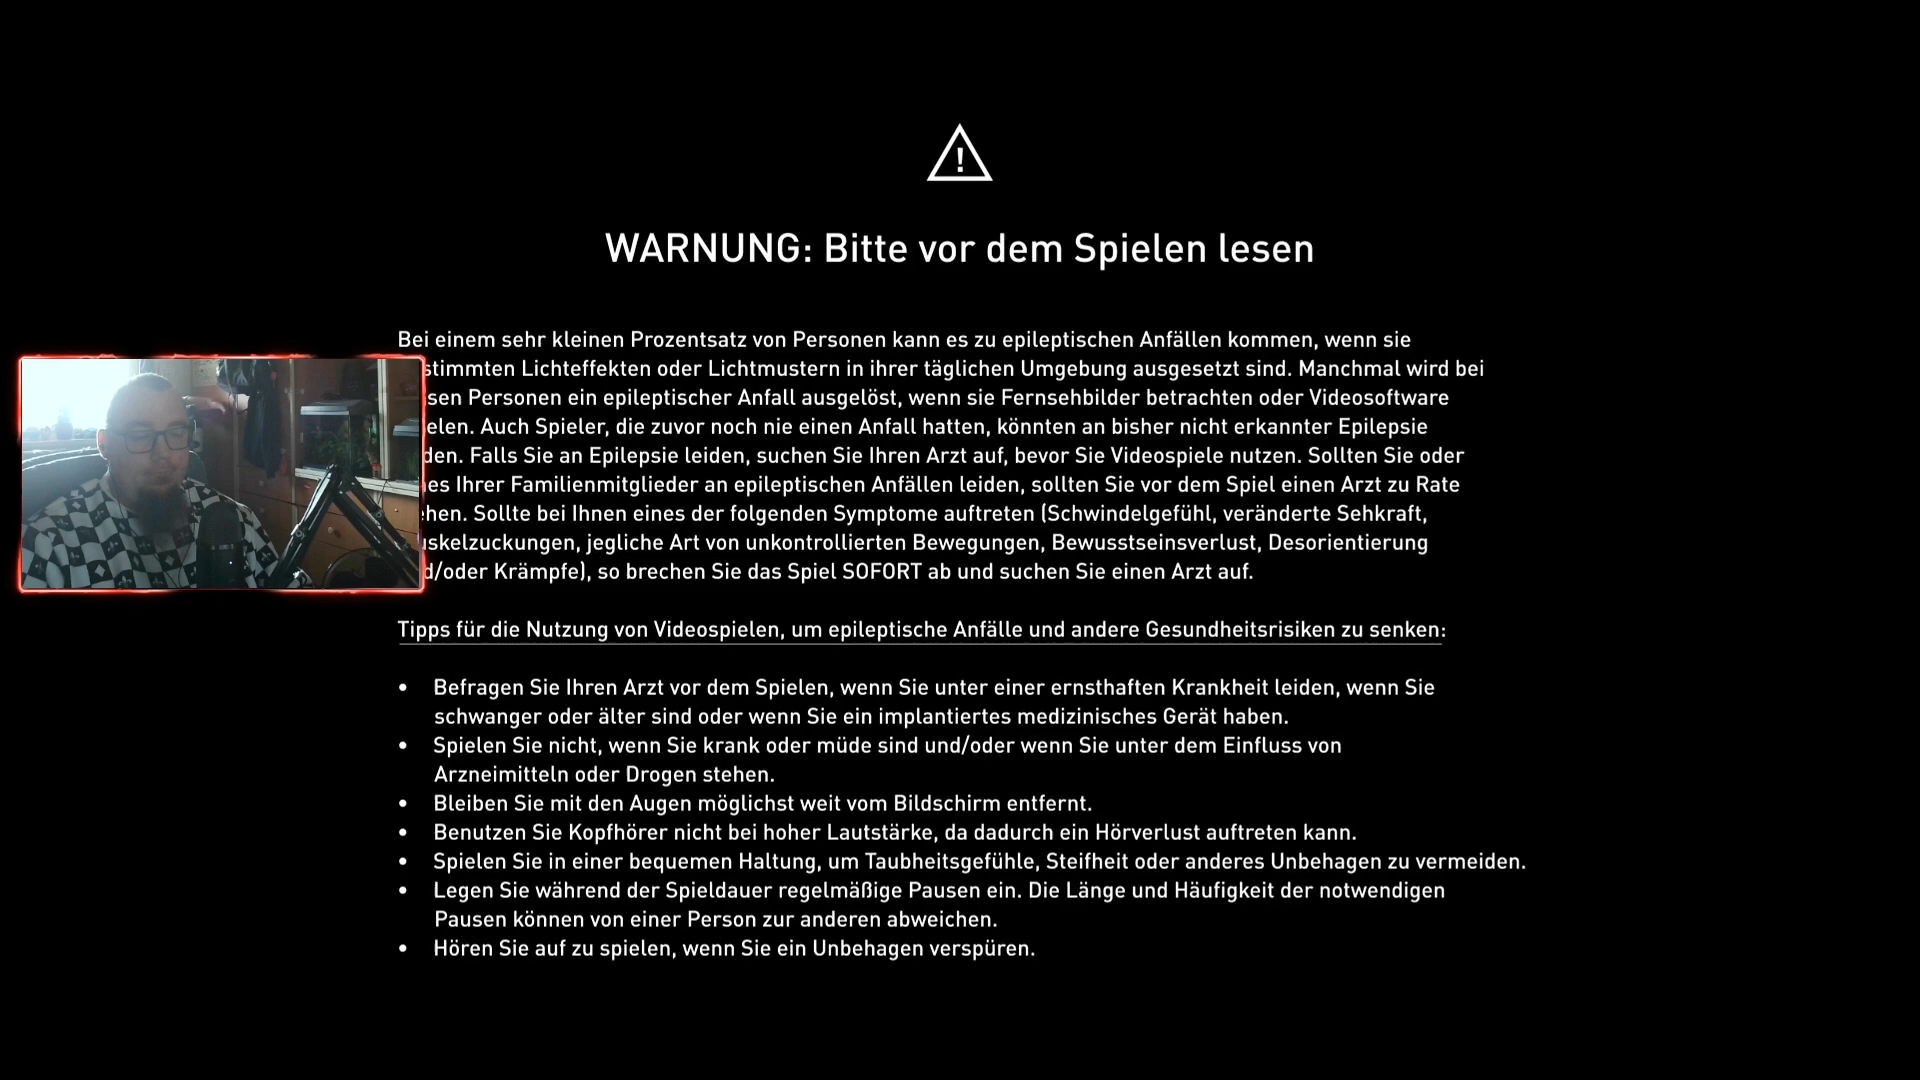 WARNUNG: Bitte vor dem Spielen lesen
Bei einem sehr kleinen Prozentsatz von Personen kann es zu epileptischen Anfällen kommen, wenn sie
stimmten Lichteffekten oder Lichtmustern in ihrer täglichen Umgebung ausgesetzt sind. Manchmal wird bei
sen Personen ein epileptischer Anfall ausgelöst, wenn sie Fernsehbilder betrachten oder Videosoftware
elen. Auch Spieler, die zuvor noch nie einen Anfall hatten, könnten an bisher nicht erkannter Epilepsie
den. Falls Sie an Epilepsie leiden, suchen Sie Ihren Arzt auf, bevor Sie Videospiele nutzen. Sollten Sie oder
es Ihrer Familienmitglieder an epileptischen Anfällen leiden, sollten Sie vor dem Spiel einen Arzt zu Rate
hen. Sollte bei Ihnen eines der folgenden Symptome auftreten (Schwindelgefühl, veränderte Sehkraft,
skelzuckungen, jegliche Art von unkontrollierten Bewegungen, Bewusstseinsverlust, Desorientierung
d/oder Krämpfe), so brechen Sie das Spiel SOFORT ab und suchen Sie einen Arzt auf.
Tipps für die Nutzung von Videospielen, um epileptische Anfälle und andere Gesundheitsrisiken zu senken:
• Befragen Sie Ihren Arzt vor dem Spielen, wenn Sie unter einer ernsthaften Krankheit leiden, wenn Sie
schwanger oder älter sind oder wenn Sie ein implantiertes medizinisches Gerät haben.
• Spielen Sie nicht, wenn Sie krank oder müde sind und/oder wenn Sie unter dem Einfluss von
Arzneimitteln oder Drogen stehen.
• Bleiben Sie mit den Augen möglichst weit vom Bildschirm entfernt.
• Benutzen Sie Kopfhörer nicht bei hoher Lautstärke, da dadurch ein Hörverlust auftreten kann.
• Spielen Sie in einer bequemen Haltung, um Taubheitsgefühle, Steifheit oder anderes Unbehagen zu vermeiden.
• Legen Sie während der Spieldauer regelmäßige Pausen ein. Die Länge und Häufigkeit der notwendigen
Pausen können von einer Person zur anderen abweichen.
• Hören Sie auf zu spielen, wenn Sie ein Unbehagen verspüren.